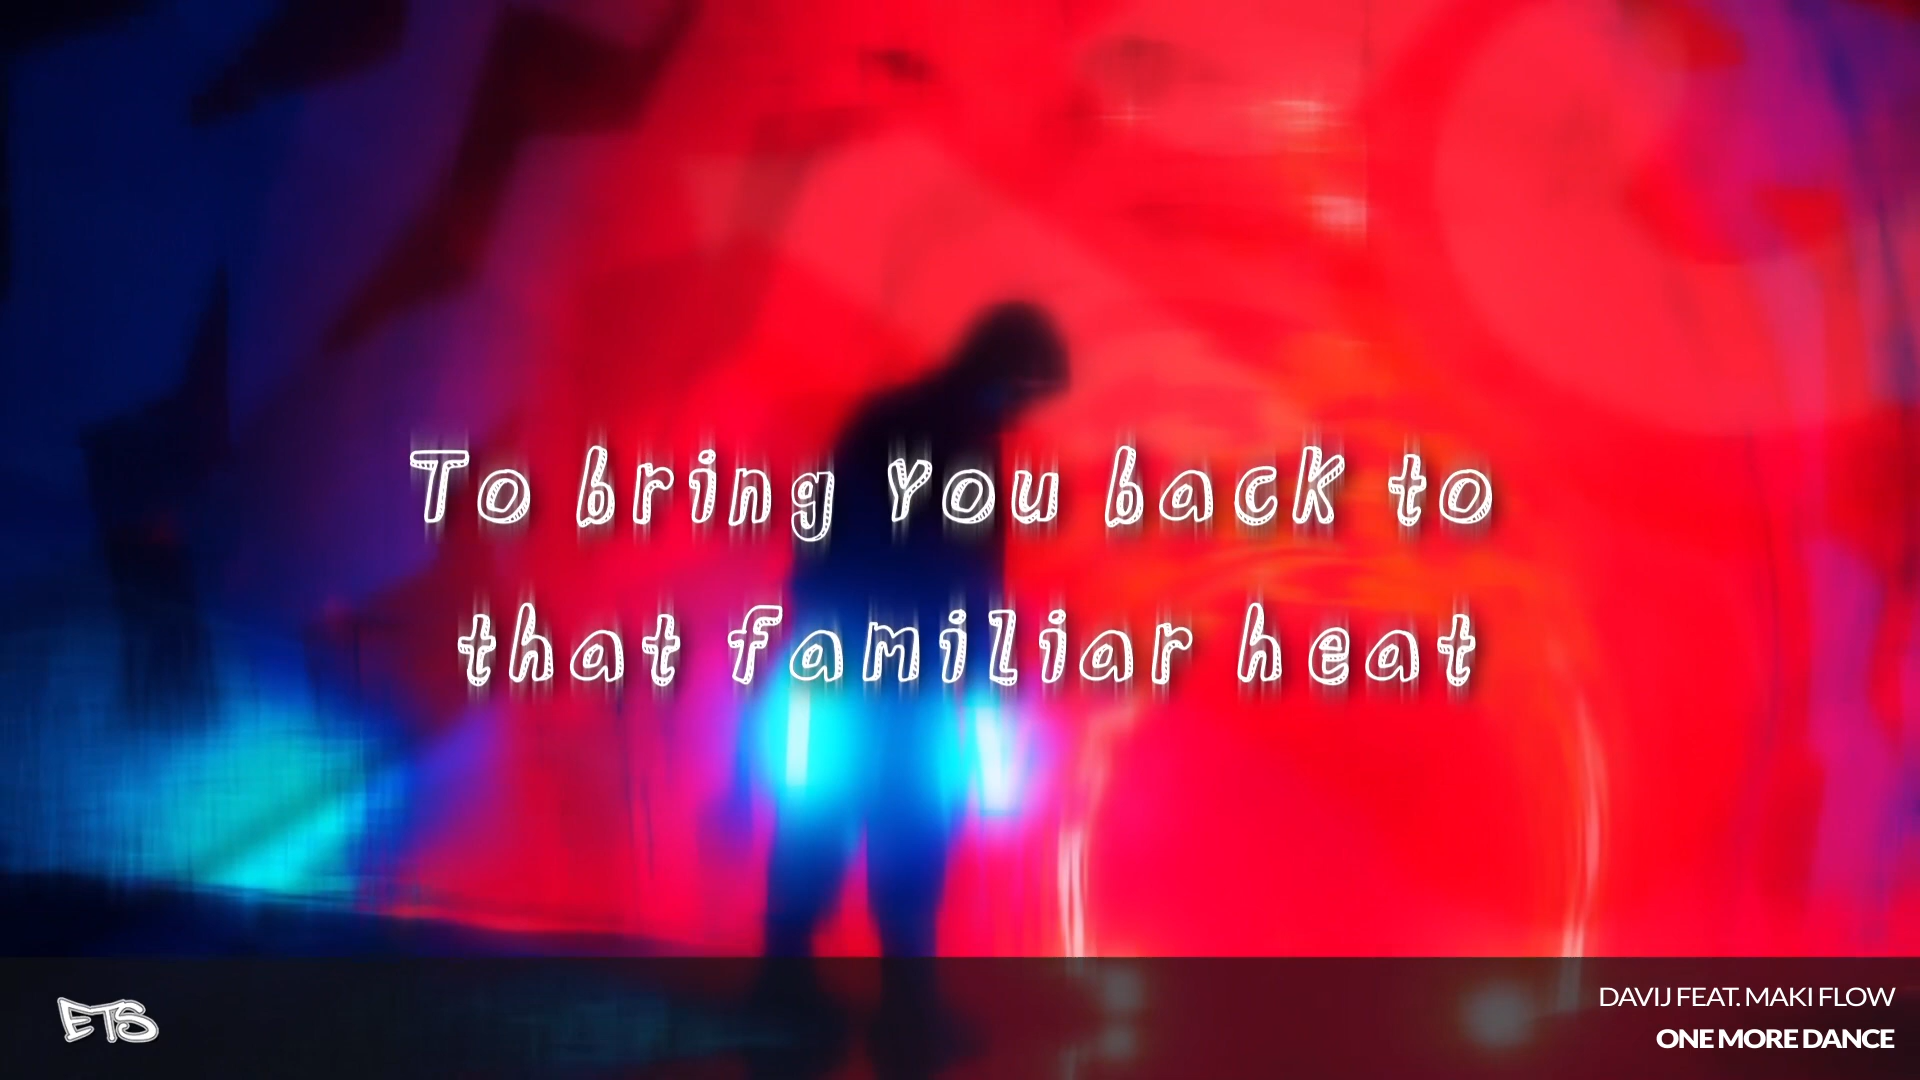 To bring You back to
that familiar heat
ETS
DAVIJ FEAT. MAKI FLOW
ONE MORE DANCE